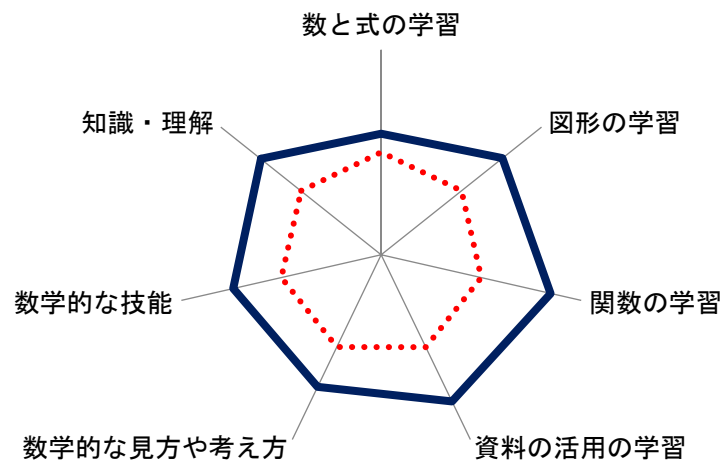 数と式の学習
図形の学習
関数の学習
資料の活用の学習
数学的な見方や考え方
数学的な技能
知識・理解